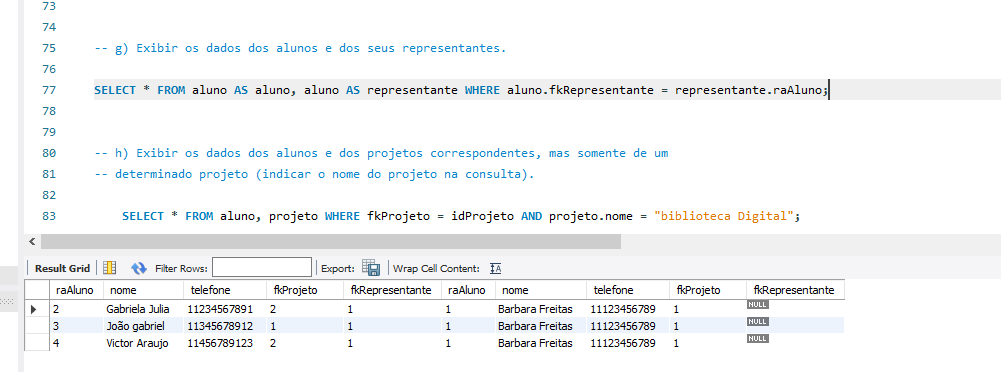 73
74
75 -- g) Exibir os dados dos alunos e dos seus representantes.
76
77 SELECT * FROM aluno AS aluno, aluno AS representante WHERE aluno.fkRepresentante = representante.raAluno;
78
79
80 -- h) Exibir os dados dos alunos e dos projetos correspondentes, mas somente de um
81 -- determinado projeto (indicar o nome do projeto na consulta).
82
83 SELECT * FROM aluno, projeto WHERE fkProjeto = idProjeto AND projeto.nome = "biblioteca Digital";
Result Grid Filter Rows: Export: Wrap Cell Content:
raAluno nome telefone fkProjeto fkRepresentante raAluno nome telefone fkProjeto fkRepresentante
2 Gabriela Julia 11234567891 2 1 1 Barbara Freitas 11123456789 1 NULL
3 João gabriel 11345678912 1 1 1 Barbara Freitas 11123456789 1 NULL
4 Victor Araujo 11456789123 2 1 1 Barbara Freitas 11123456789 1 NULL